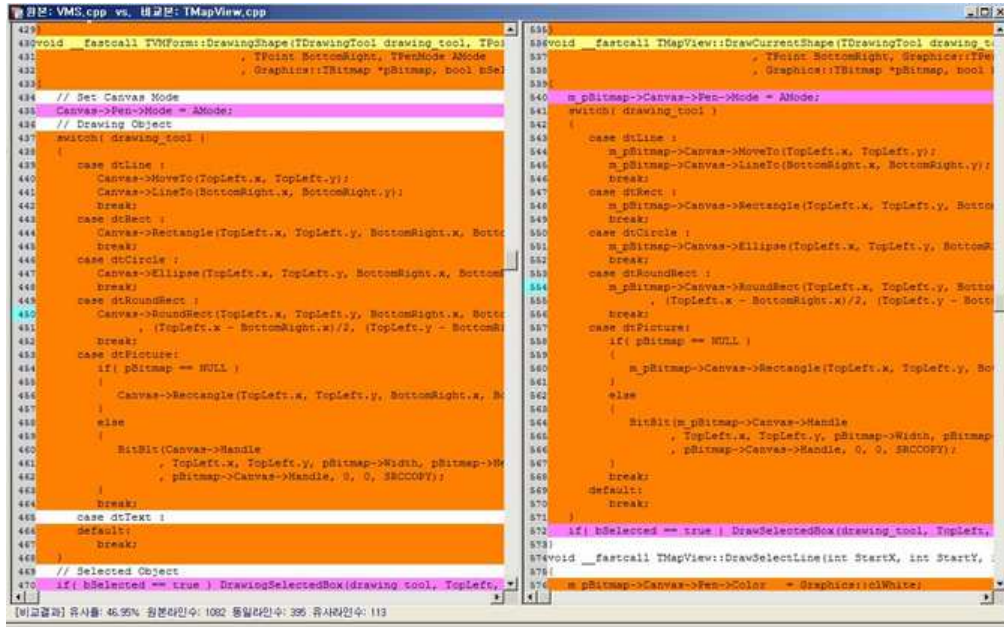 원본: VMS.cpp vs. 비교본: TMapView.cpp
429 }
430 void __fastcall TVMForm::DrawingShape(TDrawingTool drawing_tool, TPoi
431 , TPoint BottomRight, TPenMode AMode
432 , Graphics::TBitmap *pBitmap, bool bSel
433 {
434 // Set Canvas Mode
435 Canvas->Pen->Mode = AMode;
436 // Drawing Object
437 switch( drawing_tool )
438 {
439 case dtLine :
440 Canvas->MoveTo(TopLeft.x, TopLeft.y);
441 Canvas->LineTo(BottomRight.x, BottomRight.y);
442 break;
443 case dtRect :
444 Canvas->Rectangle(TopLeft.x, TopLeft.y, BottomRight.x, Botto
445 break;
446 case dtCircle :
447 Canvas->Ellipse(TopLeft.x, TopLeft.y, BottomRight.x, BottomR
448 break;
449 case dtRoundRect :
450 Canvas->RoundRect(TopLeft.x, TopLeft.y, BottomRight.x, Botto
451 , (TopLeft.x - BottomRight.x)/2, (TopLeft.y - BottomRi
452 break;
453 case dtPicture:
454 if( pBitmap == NULL )
455 {
456 Canvas->Rectangle(TopLeft.x, TopLeft.y, BottomRight.x, Bo
457 }
458 else
459 {
460 BitBlt(Canvas->Handle
461 , TopLeft.x, TopLeft.y, pBitmap->Width, pBitmap->He
462 , pBitmap->Canvas->Handle, 0, 0, SRCCOPY);
463 }
464 break;
465 case dtText :
466 default:
467 break;
468 }
469 // Selected Object
470 if( bSelected == true ) DrawingSelectedBox(drawing_tool, TopLeft,
535 }
536 void __fastcall TMapView::DrawCurrentShape(TDrawingTool drawing_to
537 , TPoint BottomRight, Graphics::TPen
538 , Graphics::TBitmap *pBitmap, bool b
539 {
540 m_pBitmap->Canvas->Pen->Mode = AMode;
541 switch( drawing_tool )
542 {
543 case dtLine :
544 m_pBitmap->Canvas->MoveTo(TopLeft.x, TopLeft.y);
545 m_pBitmap->Canvas->LineTo(BottomRight.x, BottomRight.y);
546 break;
547 case dtRect :
548 m_pBitmap->Canvas->Rectangle(TopLeft.x, TopLeft.y, Botto
549 break;
550 case dtCircle :
551 m_pBitmap->Canvas->Ellipse(TopLeft.x, TopLeft.y, BottomR
552 break;
553 case dtRoundRect :
554 m_pBitmap->Canvas->RoundRect(TopLeft.x, TopLeft.y, Botto
555 , (TopLeft.x - BottomRight.x)/2, (TopLeft.y - Botto
556 break;
557 case dtPicture:
558 if( pBitmap == NULL )
559 {
560 m_pBitmap->Canvas->Rectangle(TopLeft.x, TopLeft.y, Bo
561 }
562 else
563 {
564 BitBlt(m_pBitmap->Canvas->Handle
565 , TopLeft.x, TopLeft.y, pBitmap->Width, pBitmap
566 , pBitmap->Canvas->Handle, 0, 0, SRCCOPY);
567 }
568 break;
569 default:
570 break;
571 }
572 if( bSelected == true ) DrawSelectedBox(drawing_tool, TopLeft,
573 }
574 void __fastcall TMapView::DrawSelectLine(int StartX, int StartY,
575 {
576 m_pBitmap->Canvas->Pen->Color = Graphics::clWhite;
[비교결과] 유사율: 46.95% 원본라인수: 1082 동일라인수: 395 유사라인수: 113